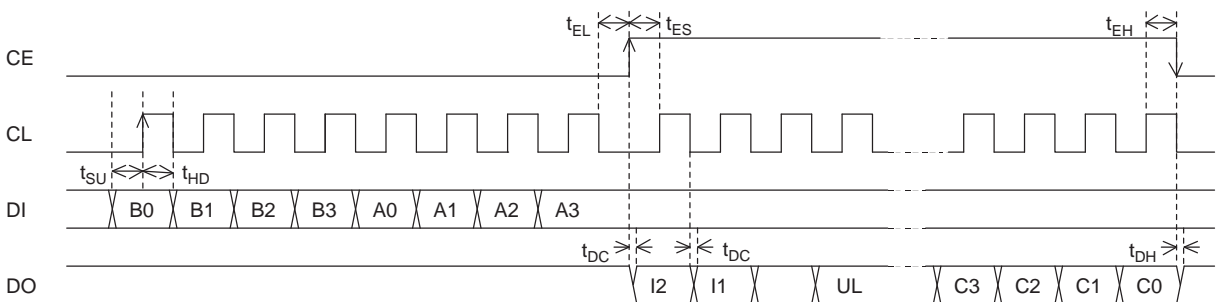 tEL tES tEH
CE
CL
tSU tHD
DI B0 B1 B2 B3 A0 A1 A2 A3
tDC tDC tDH
DO I2 I1 UL C3 C2 C1 C0